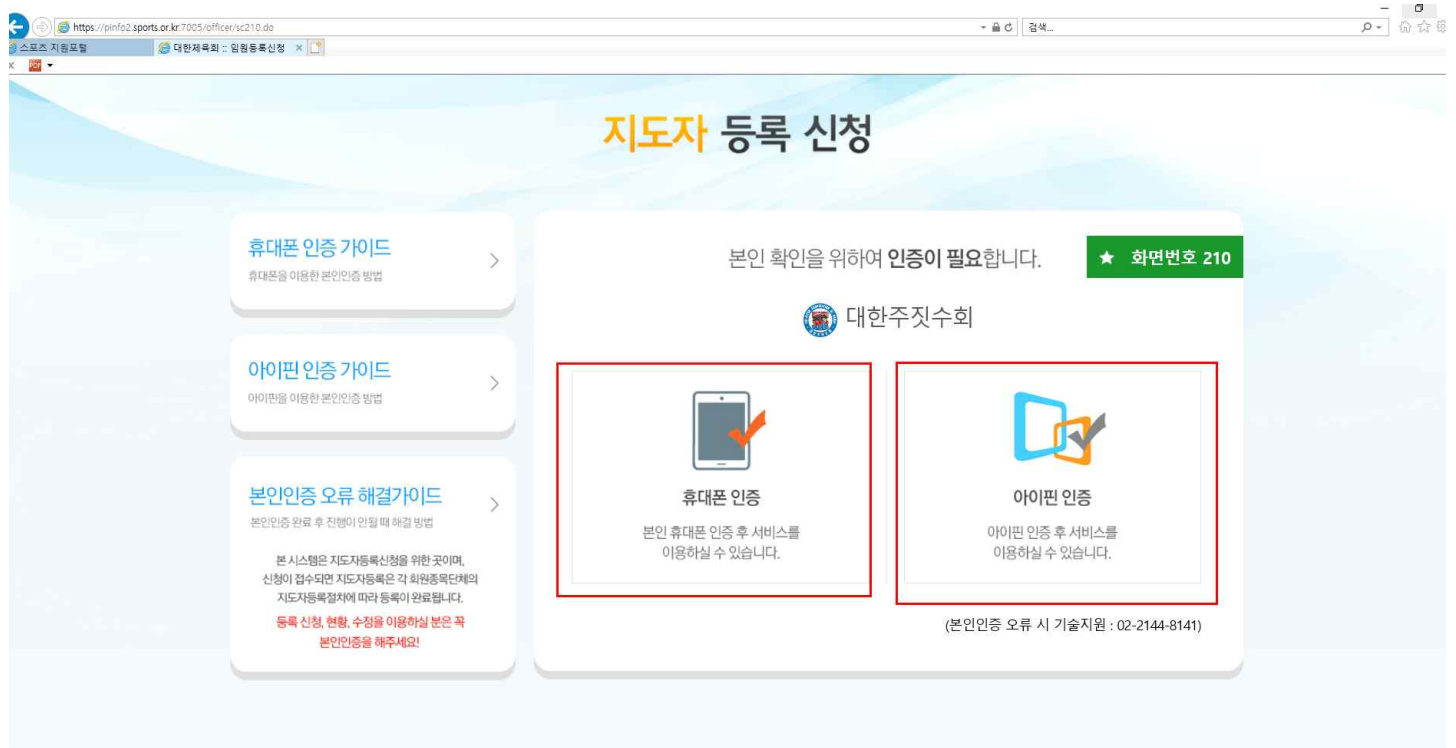 https://pinfo2.sports.or.kr:7005/officer/sc210.do
검색...
스포츠 지원포털
대한체육회 :: 임원등록신청
PDF
지도자 등록 신청
휴대폰 인증 가이드
휴대폰을 이용한 본인인증 방법
아이핀 인증 가이드
아이핀을 이용한 본인인증 방법
본인인증 오류 해결가이드
본인인증 완료 후 진행이 안될 때 해결 방법
본 시스템은 지도자등록신청을 위한 곳이며,
신청이 접수되면 지도자등록은 각 회원종목단체의
지도자등록절차에 따라 등록이 완료됩니다.
등록 신청, 현황, 수정을 이용하실 분은 꼭
본인인증을 해주세요!
본인 확인을 위하여 인증이 필요합니다.
★ 화면번호 210
대한주짓수회
휴대폰 인증
본인 휴대폰 인증 후 서비스를
이용하실 수 있습니다.
아이핀 인증
아이핀 인증 후 서비스를
이용하실 수 있습니다.
(본인인증 오류 시 기술지원 : 02-2144-8141)